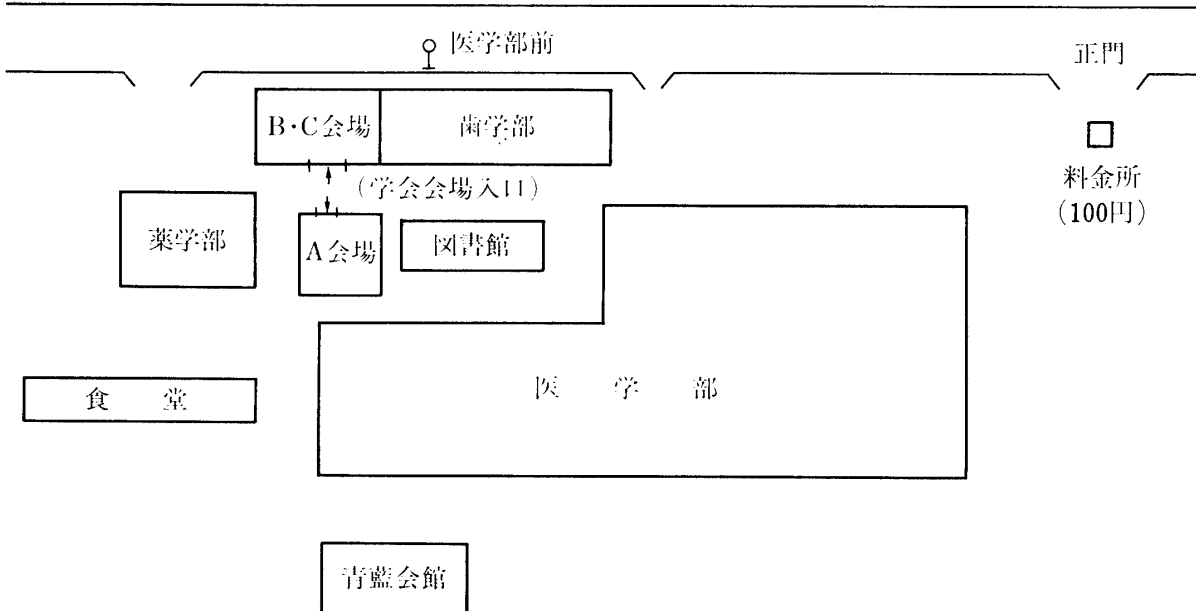 医学部前
正門
B・C会場
歯学部
(学会会場入口)
料金所
(100円)
薬学部
A会場
図書館
食堂
医学部
青藍会館